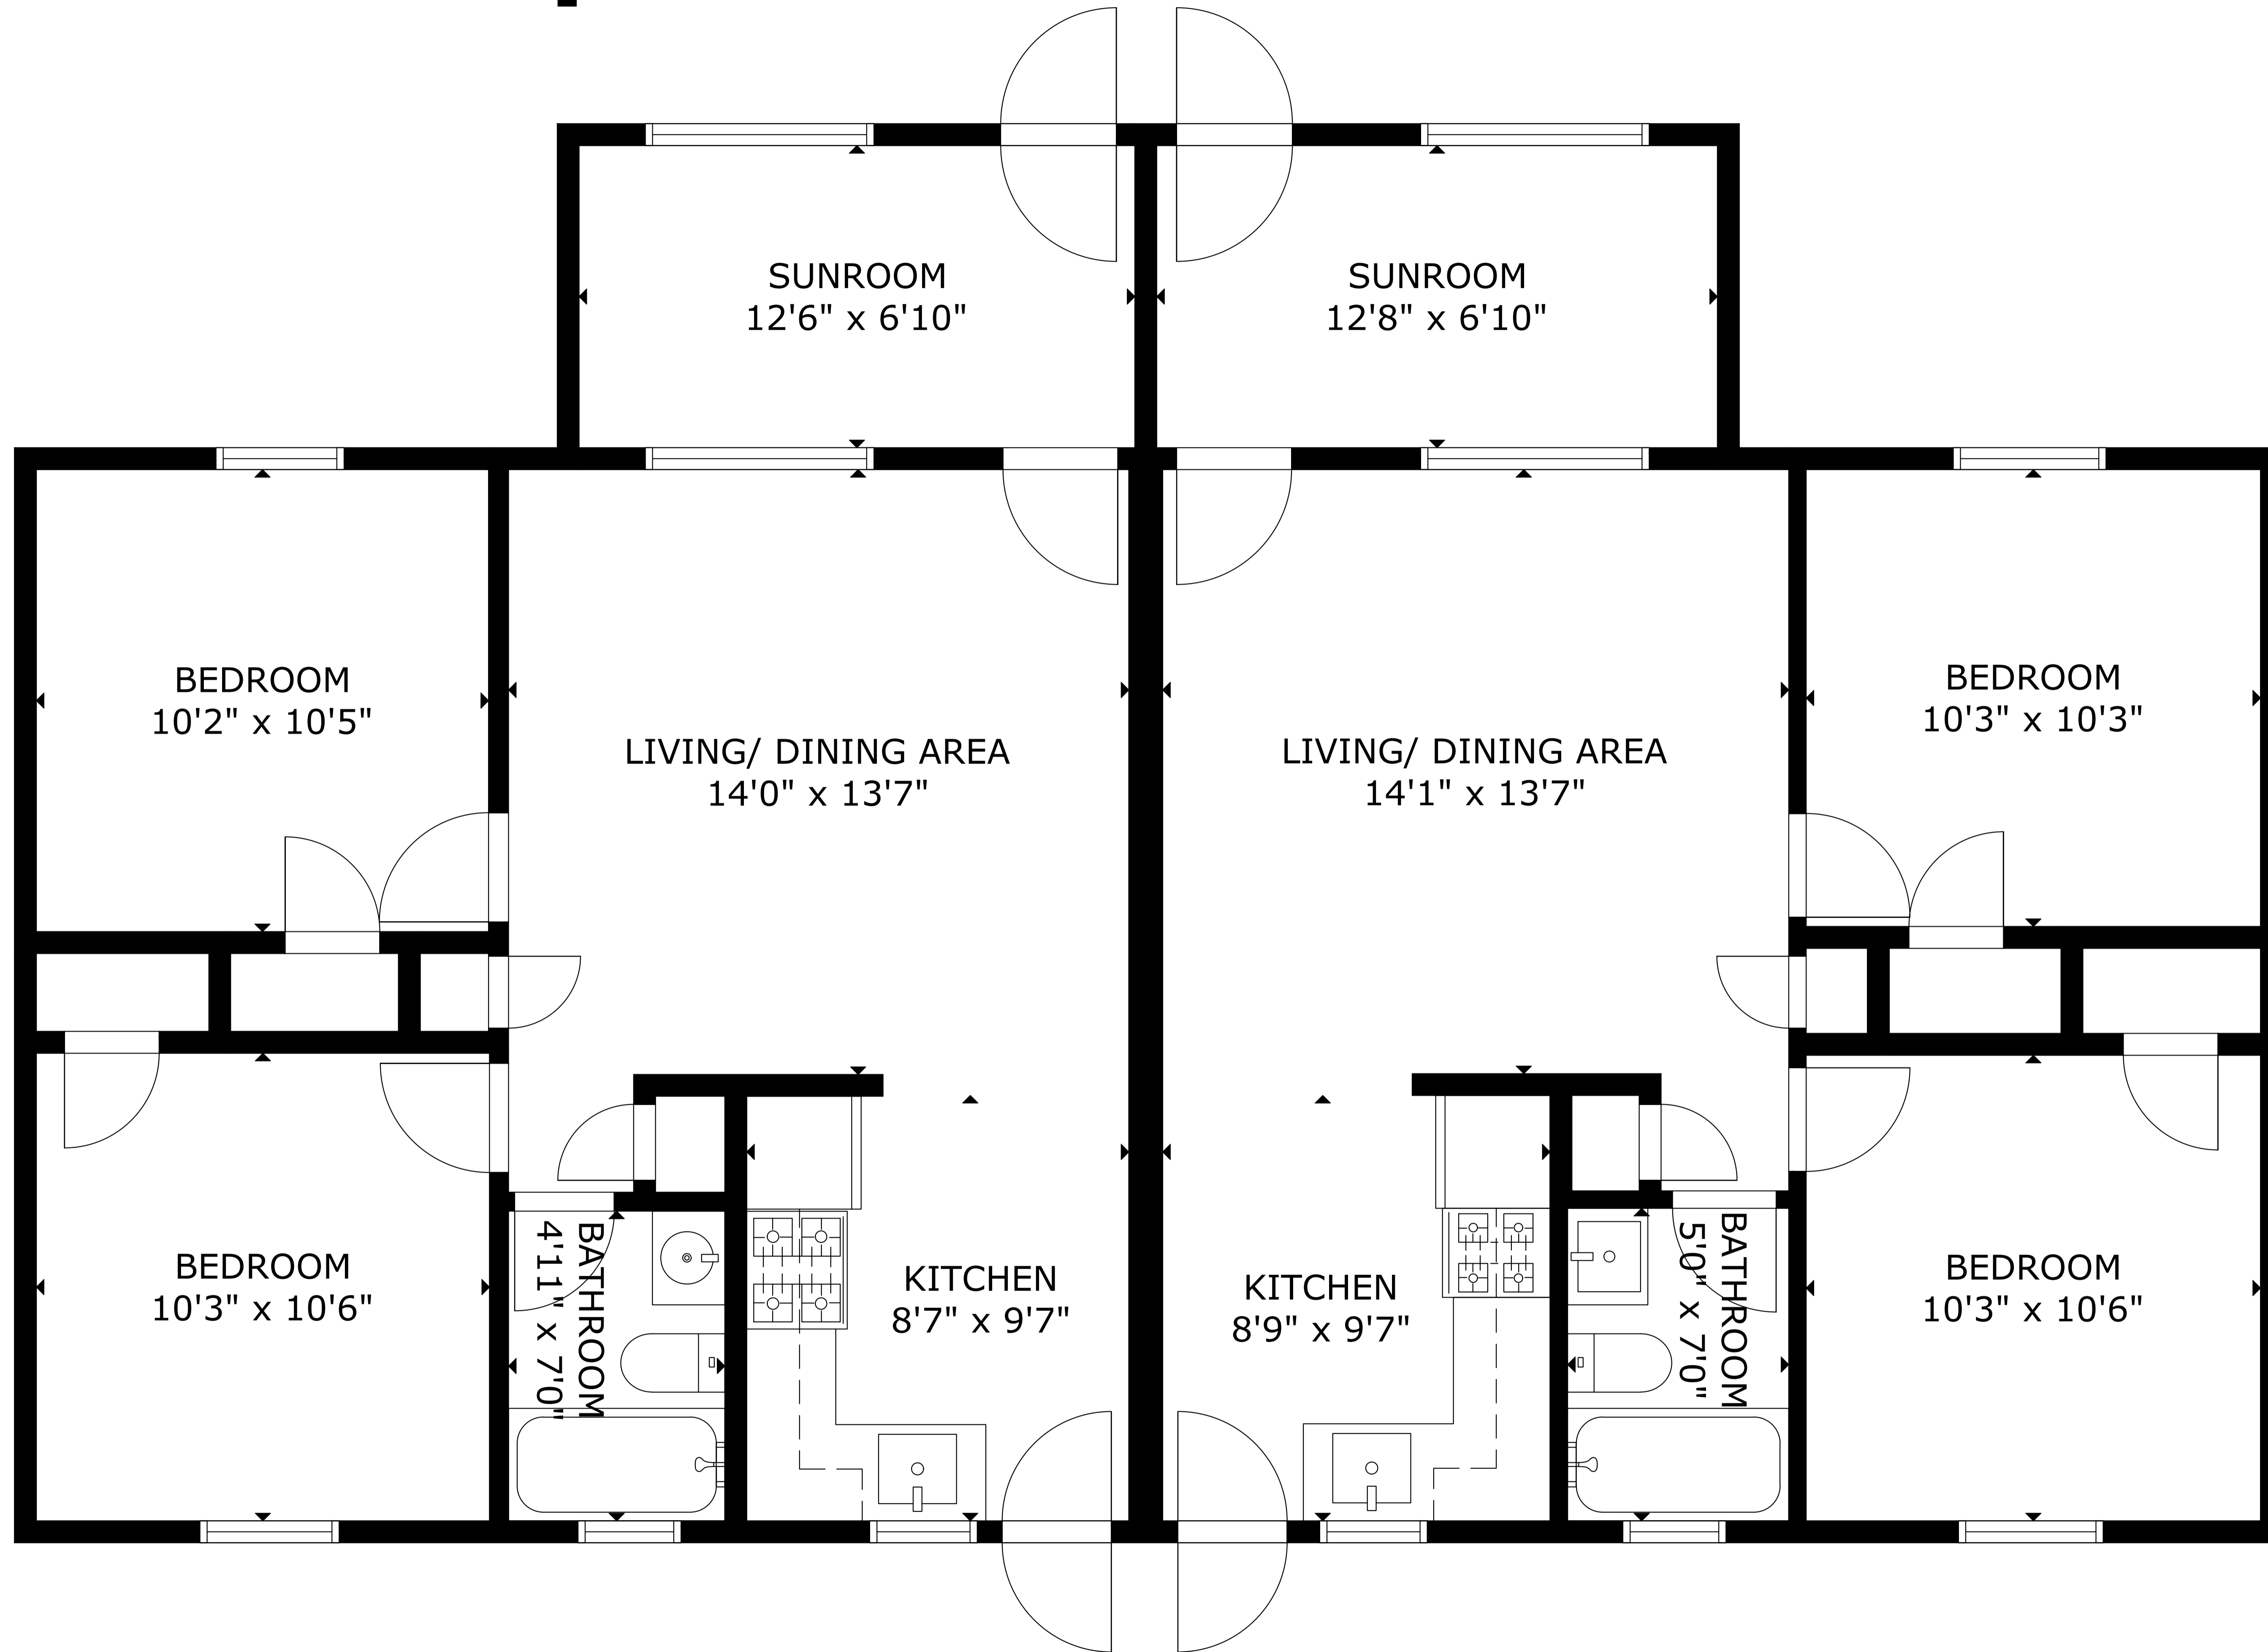 SUNROOM
12'6" x 6'10"
SUNROOM
12'8" x 6'10"
BEDROOM
10'2" x 10'5"
LIVING/ DINING AREA
14'0" x 13'7"
LIVING/ DINING AREA
14'1" x 13'7"
BEDROOM
10'3" x 10'3"
BEDROOM
10'3" x 10'6"
BATHROOM
4'11" x 7'0"
KITCHEN
8'7" x 9'7"
KITCHEN
8'9" x 9'7"
BATHROOM
5'0" x 7'0"
BEDROOM
10'3" x 10'6"